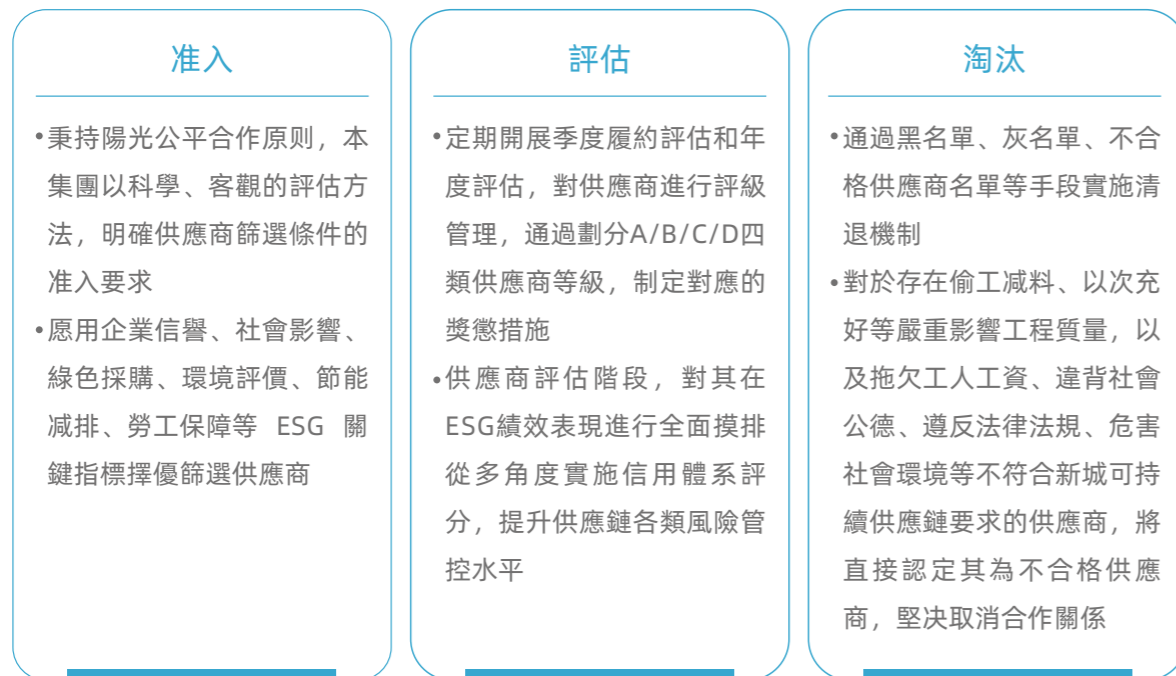 准入
•秉持陽光公平合作原则，本
集團以科學、客觀的評估方
法，明確供應商篩選條件的
准入要求
•愿用企業信譽、社會影響、
綠色採購、環境評價、節能
减排、勞工保障等 ESG 關
鍵指標擇優篩選供應商
評估
•定期開展季度履約評估和年
度評估，對供應商進行評級
管理，通過劃分A/B/C/D四
類供應商等級，制定對應的
獎懲措施
•供應商評估階段，對其在
ESG績效表現進行全面摸排
從多角度實施信用體系評
分，提升供應鏈各類風險管
控水平
淘汰
•通過黑名單、灰名單、不合
格供應商名單等手段實施清
退機制
•對於存在偷工减料、以次充
好等嚴重影響工程質量，以
及拖欠工人工資、違背社會
公德、遵反法律法規、危害
社會環境等不符合新城可持
續供應鏈要求的供應商，將
直接認定其為不合格供應
商，堅決取消合作關係